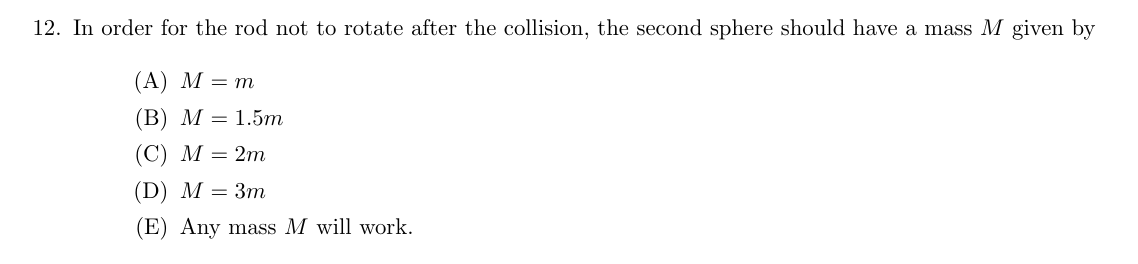 12. In order for the rod not to rotate after the collision, the second sphere should have a mass M given by
(A) M = m
(B) M = 1.5m
(C) M = 2m
(D) M = 3m
(E) Any mass M will work.